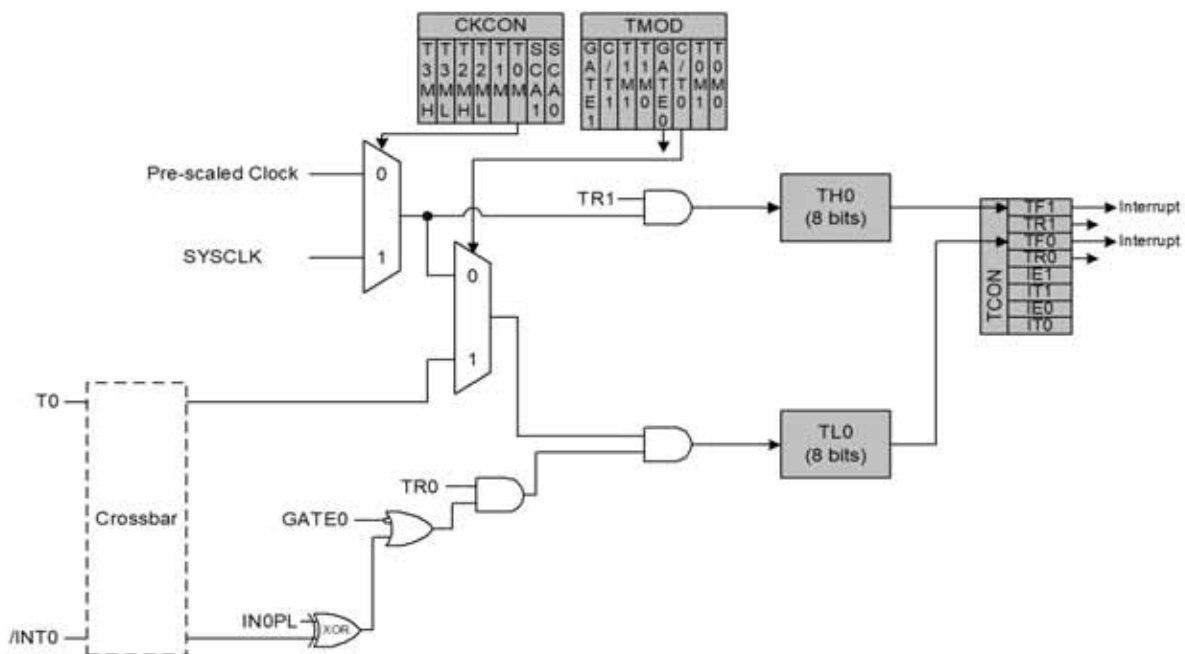 CKCON
T3MH
T3ML
T2MH
T2ML
T1M
T0M
SCA1
SCA0
TMOD
GATE1
C/T1
T1M1
T1M0
GATE0
C/T0
T0M1
T0M0
Pre-scaled Clock
0
SYSCLK
1
TR1
TH0
(8 bits)
TCON
TF1
TR1
TF0
TR0
IE1
IT1
IE0
IT0
Interrupt
Interrupt
0
1
T0
Crossbar
/INT0
TR0
GATE0
IN0PL
XOR
TL0
(8 bits)